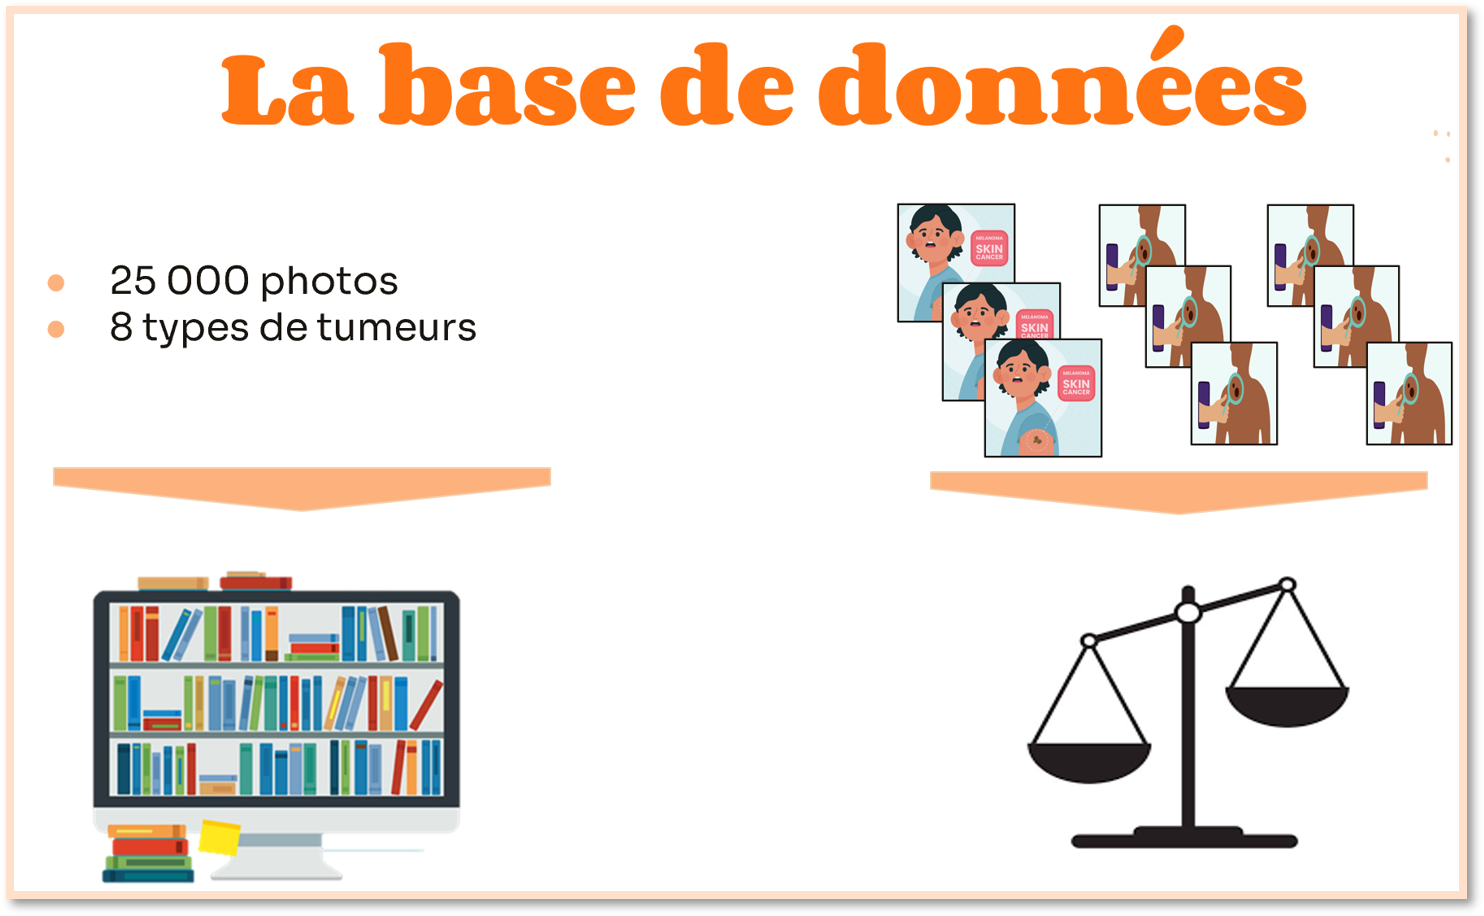 La base de données
25 000 photos
8 types de tumeurs
MELANOMA
SKIN
CANCER
MELANOMA
SKIN
MELANOMA
SKIN
CANCER